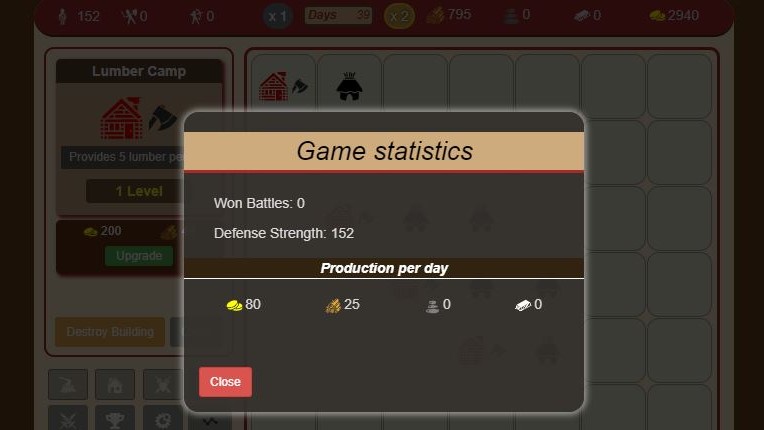 152 0 0 x 1 Days 39 x 2 795 0 0 2940
Lumber Camp
Provides 5 lumber pe
1 Level
200
Upgrade
Destroy Building
Game statistics
Won Battles: 0
Defense Strength: 152
Production per day
80 25 0 0
Close